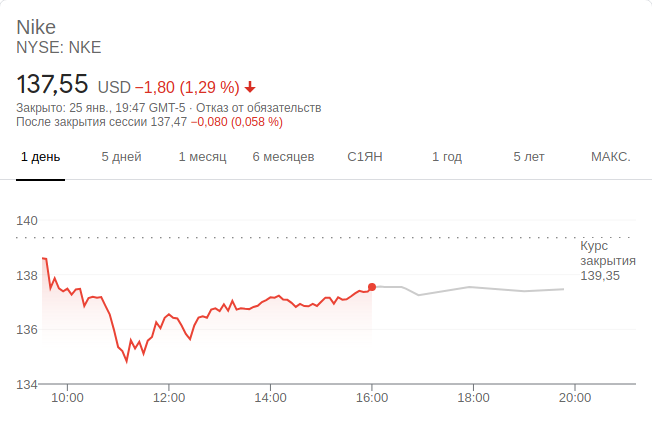 Nike
NYSE: NKE
137,55 USD −1,80 (1,29 %)
Закрыто: 25 янв., 19:47 GMT-5 · Отказ от обязательств
После закрытия сессии 137,47 −0,080 (0,058 %)
1 день 5 дней 1 месяц 6 месяцев С1ЯН 1 год 5 лет МАКС.
140
Курс
закрытия
139,35
138
136
134
10:00 12:00 14:00 16:00 18:00 20:00